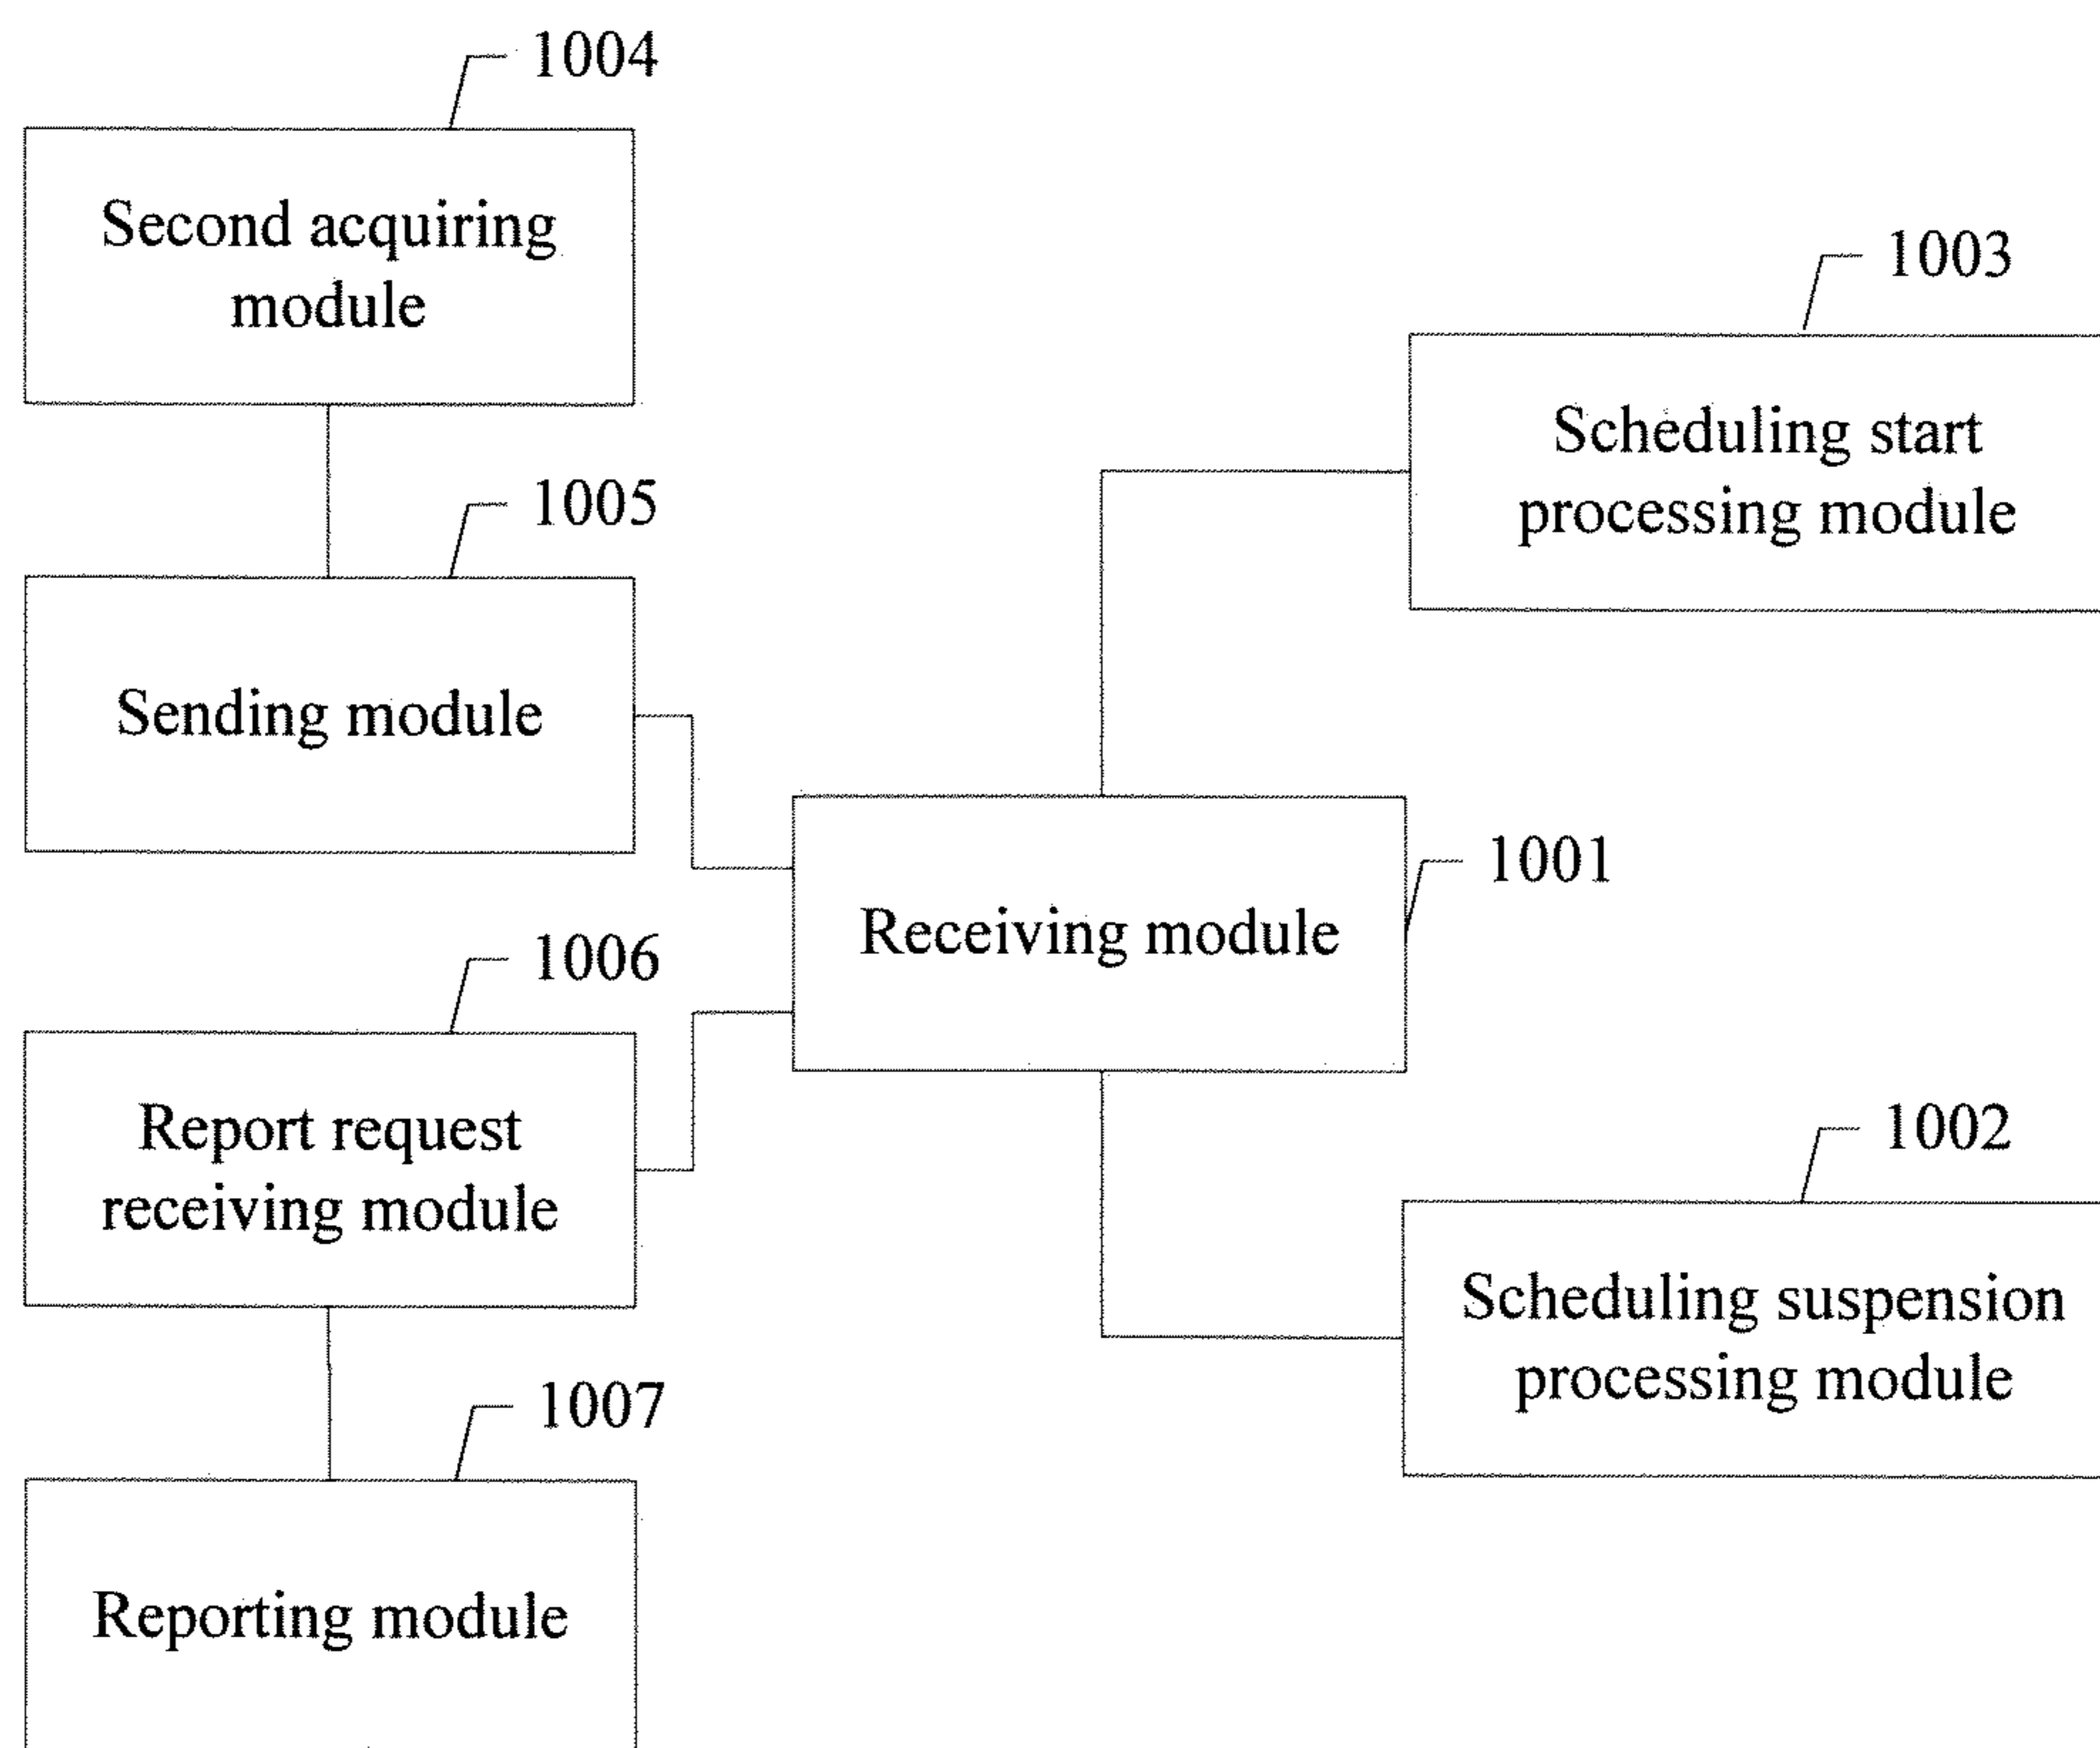 1004
Second acquiring
module
1003
Scheduling start
processing module
1005
Sending module
1001
Receiving module
1006
Report request
receiving module
1002
Scheduling suspension
processing module
1007
Reporting module